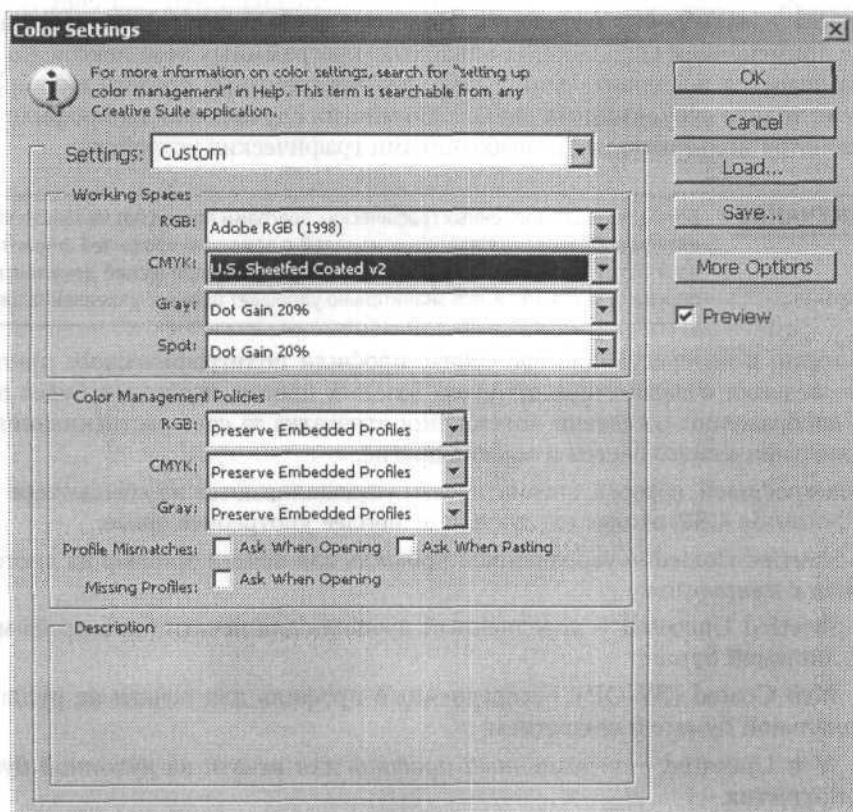 Color Settings
For more information on color settings, search for "setting up
color management" in Help. This term is searchable from any
Creative Suite application.
OK
Cancel
Load...
Save...
More Options
Preview
Settings: Custom
Working Spaces
RGB: Adobe RGB (1998)
CMYK: U.S. Sheetfed Coated v2
Gray: Dot Gain 20%
Spot: Dot Gain 20%
Color Management Policies
RGB: Preserve Embedded Profiles
CMYK: Preserve Embedded Profiles
Gray: Preserve Embedded Profiles
Profile Mismatches: Ask When Opening Ask When Pasting
Missing Profiles: Ask When Opening
Description